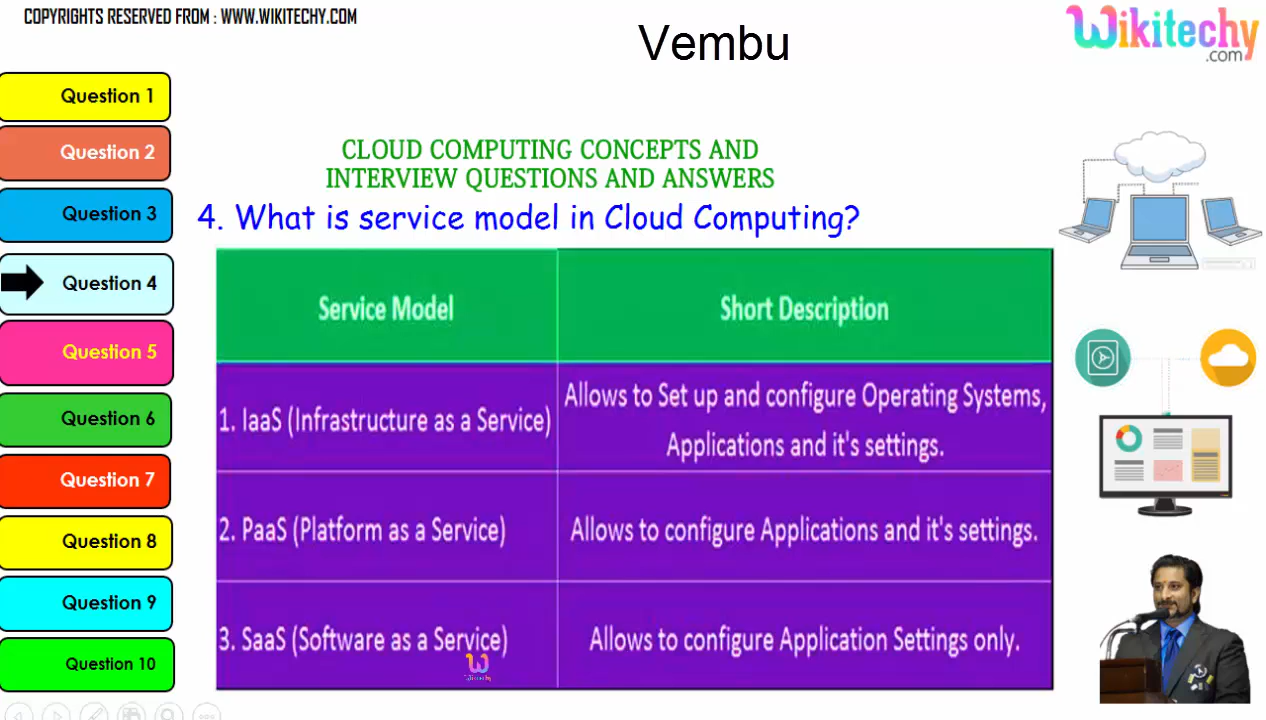 COPYRIGHTS RESERVED FROM : WWW.WIKITECHY.COM
Vembu
Wikitechy
.com
Question 1
Question 2
Question 3
Question 4
Question 5
Question 6
Question 7
Question 8
Question 9
Question 10
CLOUD COMPUTING CONCEPTS AND
INTERVIEW QUESTIONS AND ANSWERS
4. What is service model in Cloud Computing?
Service Model
Short Description
1. IaaS (Infrastructure as a Service)
Allows to Set up and configure Operating Systems,
Applications and it's settings.
2. PaaS (Platform as a Service)
Allows to configure Applications and it's settings.
3. SaaS (Software as a Service)
Allows to configure Application Settings only.
Wikitechy